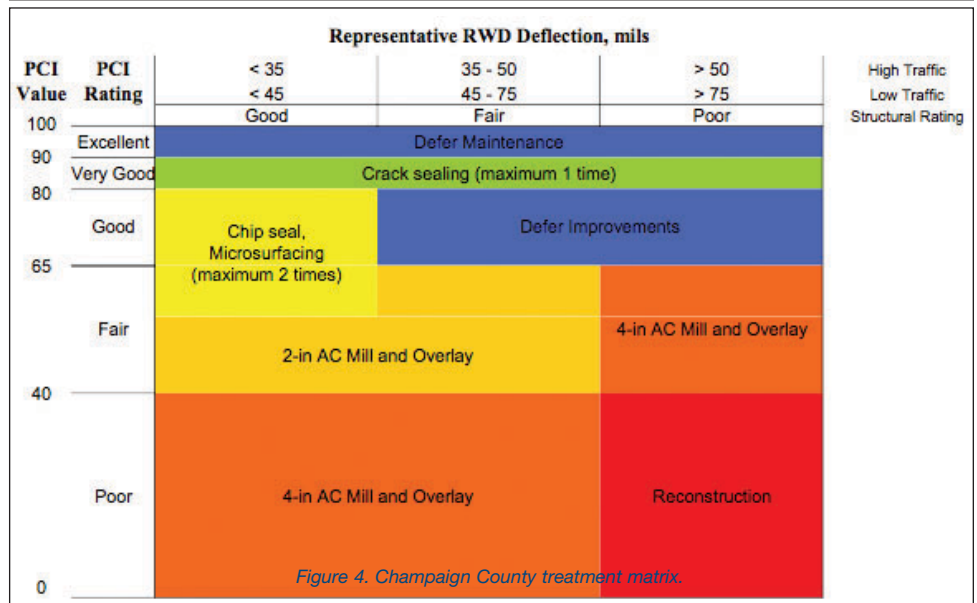 Representative RWD Deflection, mils
PCI PCI < 35 35 - 50 > 50 High Traffic
Value Rating < 45 45 - 75 > 75 Low Traffic
Good Fair Poor Structural Rating
100
Excellent Defer Maintenance
90
Very Good Crack sealing (maximum 1 time)
80
Good Chip seal, Defer Improvements
Microsurfacing
65 (maximum 2 times)
Fair 4-in AC Mill and Overlay
2-in AC Mill and Overlay
40
Poor 4-in AC Mill and Overlay Reconstruction
Figure 4. Champaign County treatment matrix.
0